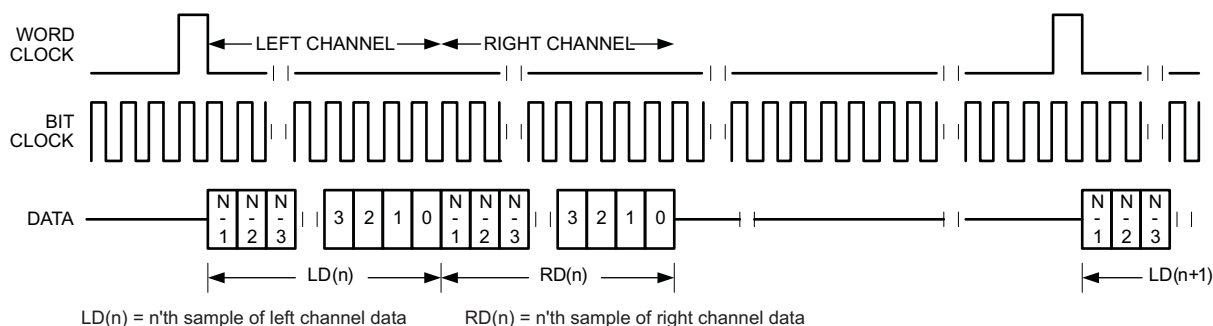 WORD
CLOCK
LEFT CHANNEL
RIGHT CHANNEL
BIT
CLOCK
DATA
N-1 N-2 N-3 3 2 1 0 N-1 N-2 N-3 3 2 1 0 N-1 N-2 N-3
LD(n) RD(n) LD(n+1)
LD(n) = n'th sample of left channel data RD(n) = n'th sample of right channel data